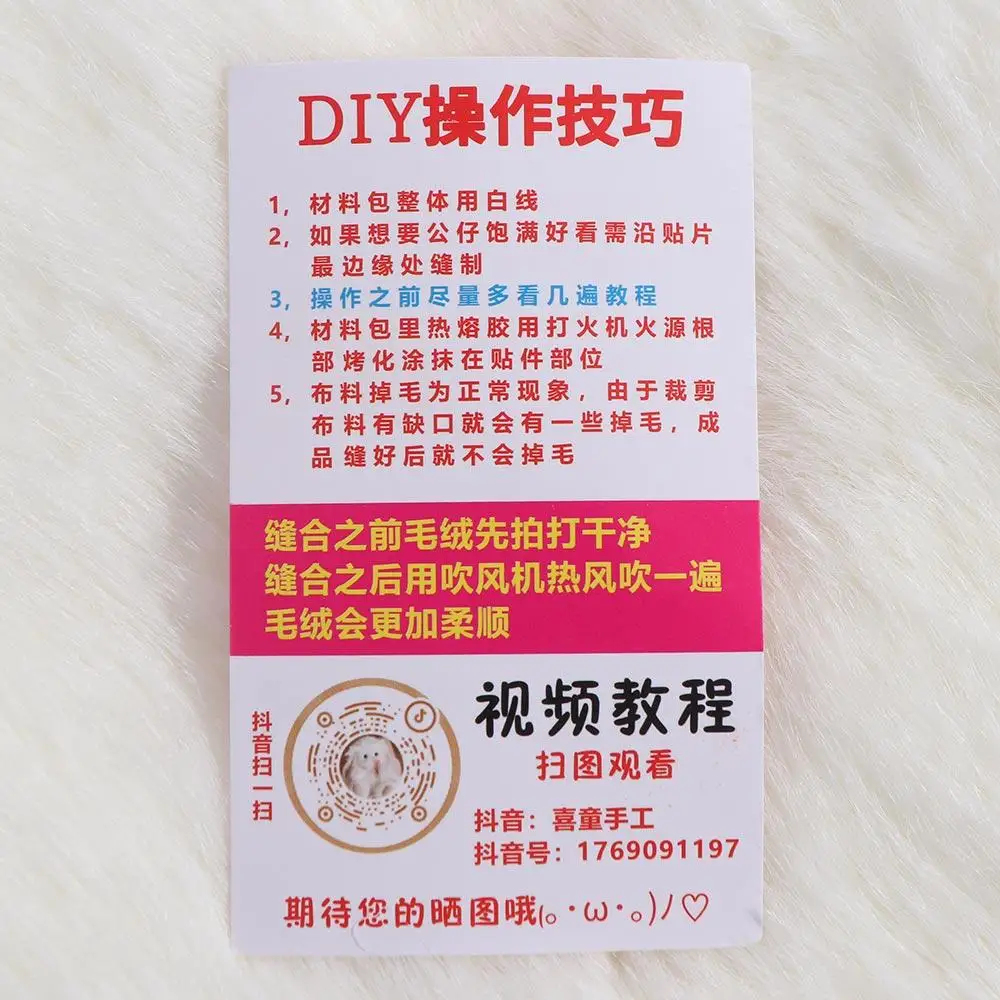 DIY操作技巧
1，材料包整体用白线
2，如果想要公仔饱满好看需沿贴片
最边缘处缝制
3，操作之前尽量多看几遍教程
4，材料包里热熔胶用打火机火源根
部烤化涂抹在贴件部位
5，布料掉毛为正常现象，由于裁剪
布料有缺口就会有一些掉毛，成
品缝好后就不会掉毛
缝合之前毛绒先拍打干净
缝合之后用吹风机热风吹一遍
毛绒会更加柔顺
抖音扫一扫
视频教程
扫图观看
抖音：喜童手工
抖音号：1769091197
期待您的晒图哦(。･ω･。)ﾉ♡